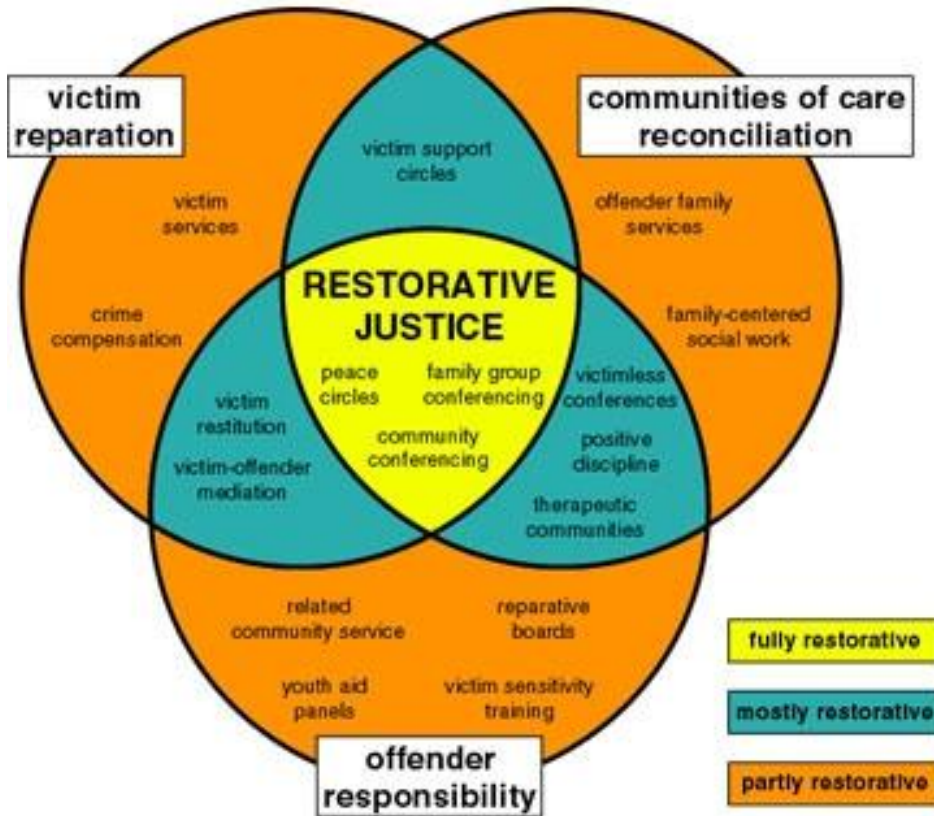 victim
reparation
communities of care
reconciliation
victim support
circles
victim
services
offender family
services
crime
compensation
family-centered
social work
RESTORATIVE
JUSTICE
peace
circles
family group
conferencing
community
conferencing
victim
restitution
victim-offender
mediation
victimless
conferences
positive
discipline
therapeutic
communities
related
community service
reparative
boards
youth aid
panels
victim sensitivity
training
offender
responsibility
fully restorative
mostly restorative
partly restorative